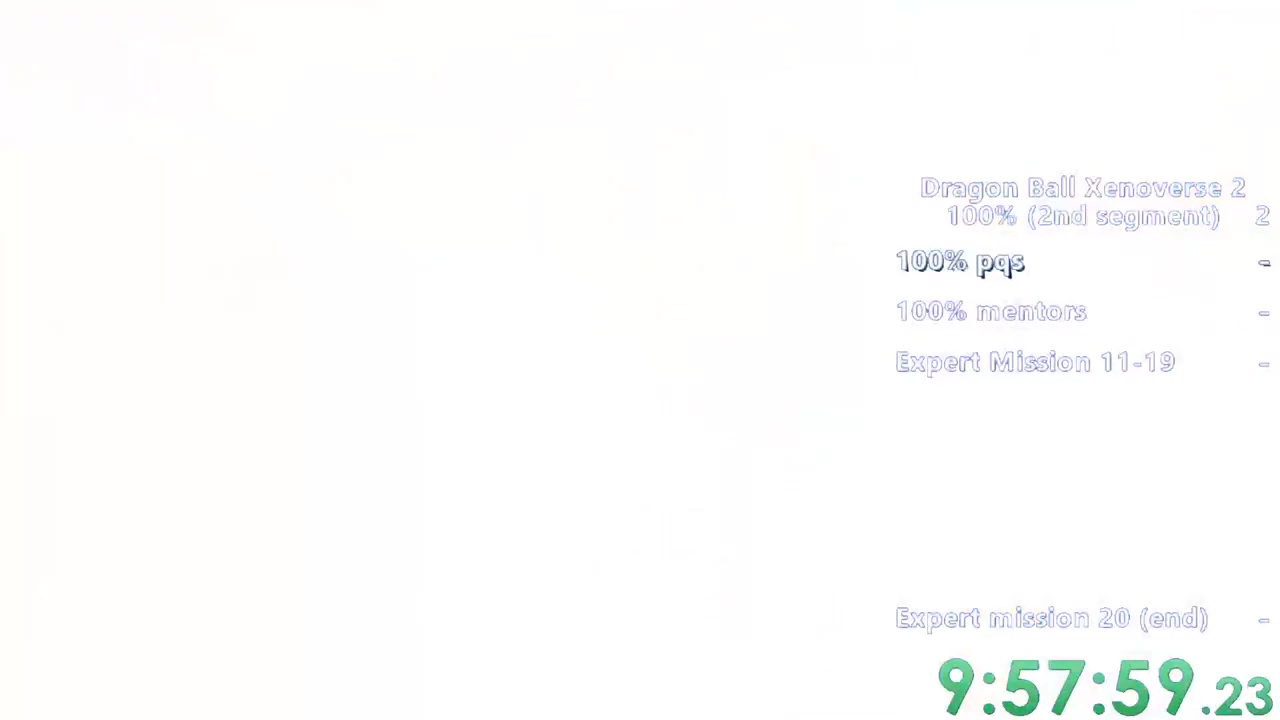 Dragon Ball Xenoverse 2
100% (2nd segment) 2
100% pqs -
100% mentors -
Expert Mission 11-19 -
Expert mission 20 (end) -
9:57:59.23